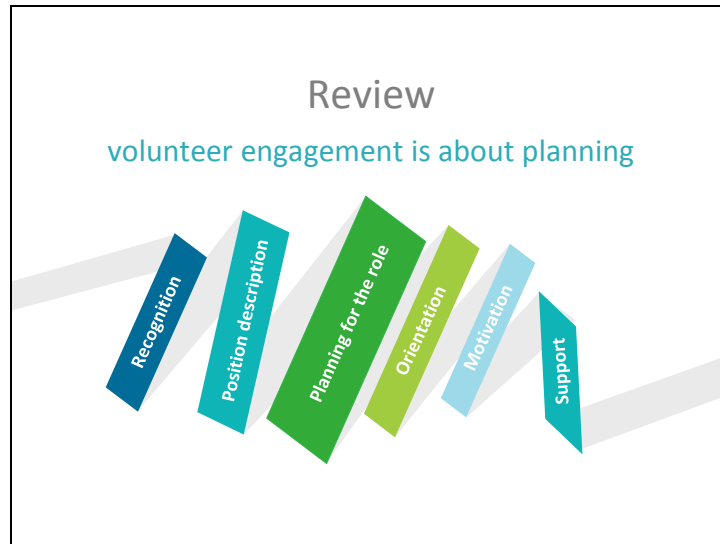 Review
volunteer engagement is about planning
Recognition
Position description
Planning for the role
Orientation
Motivation
Support